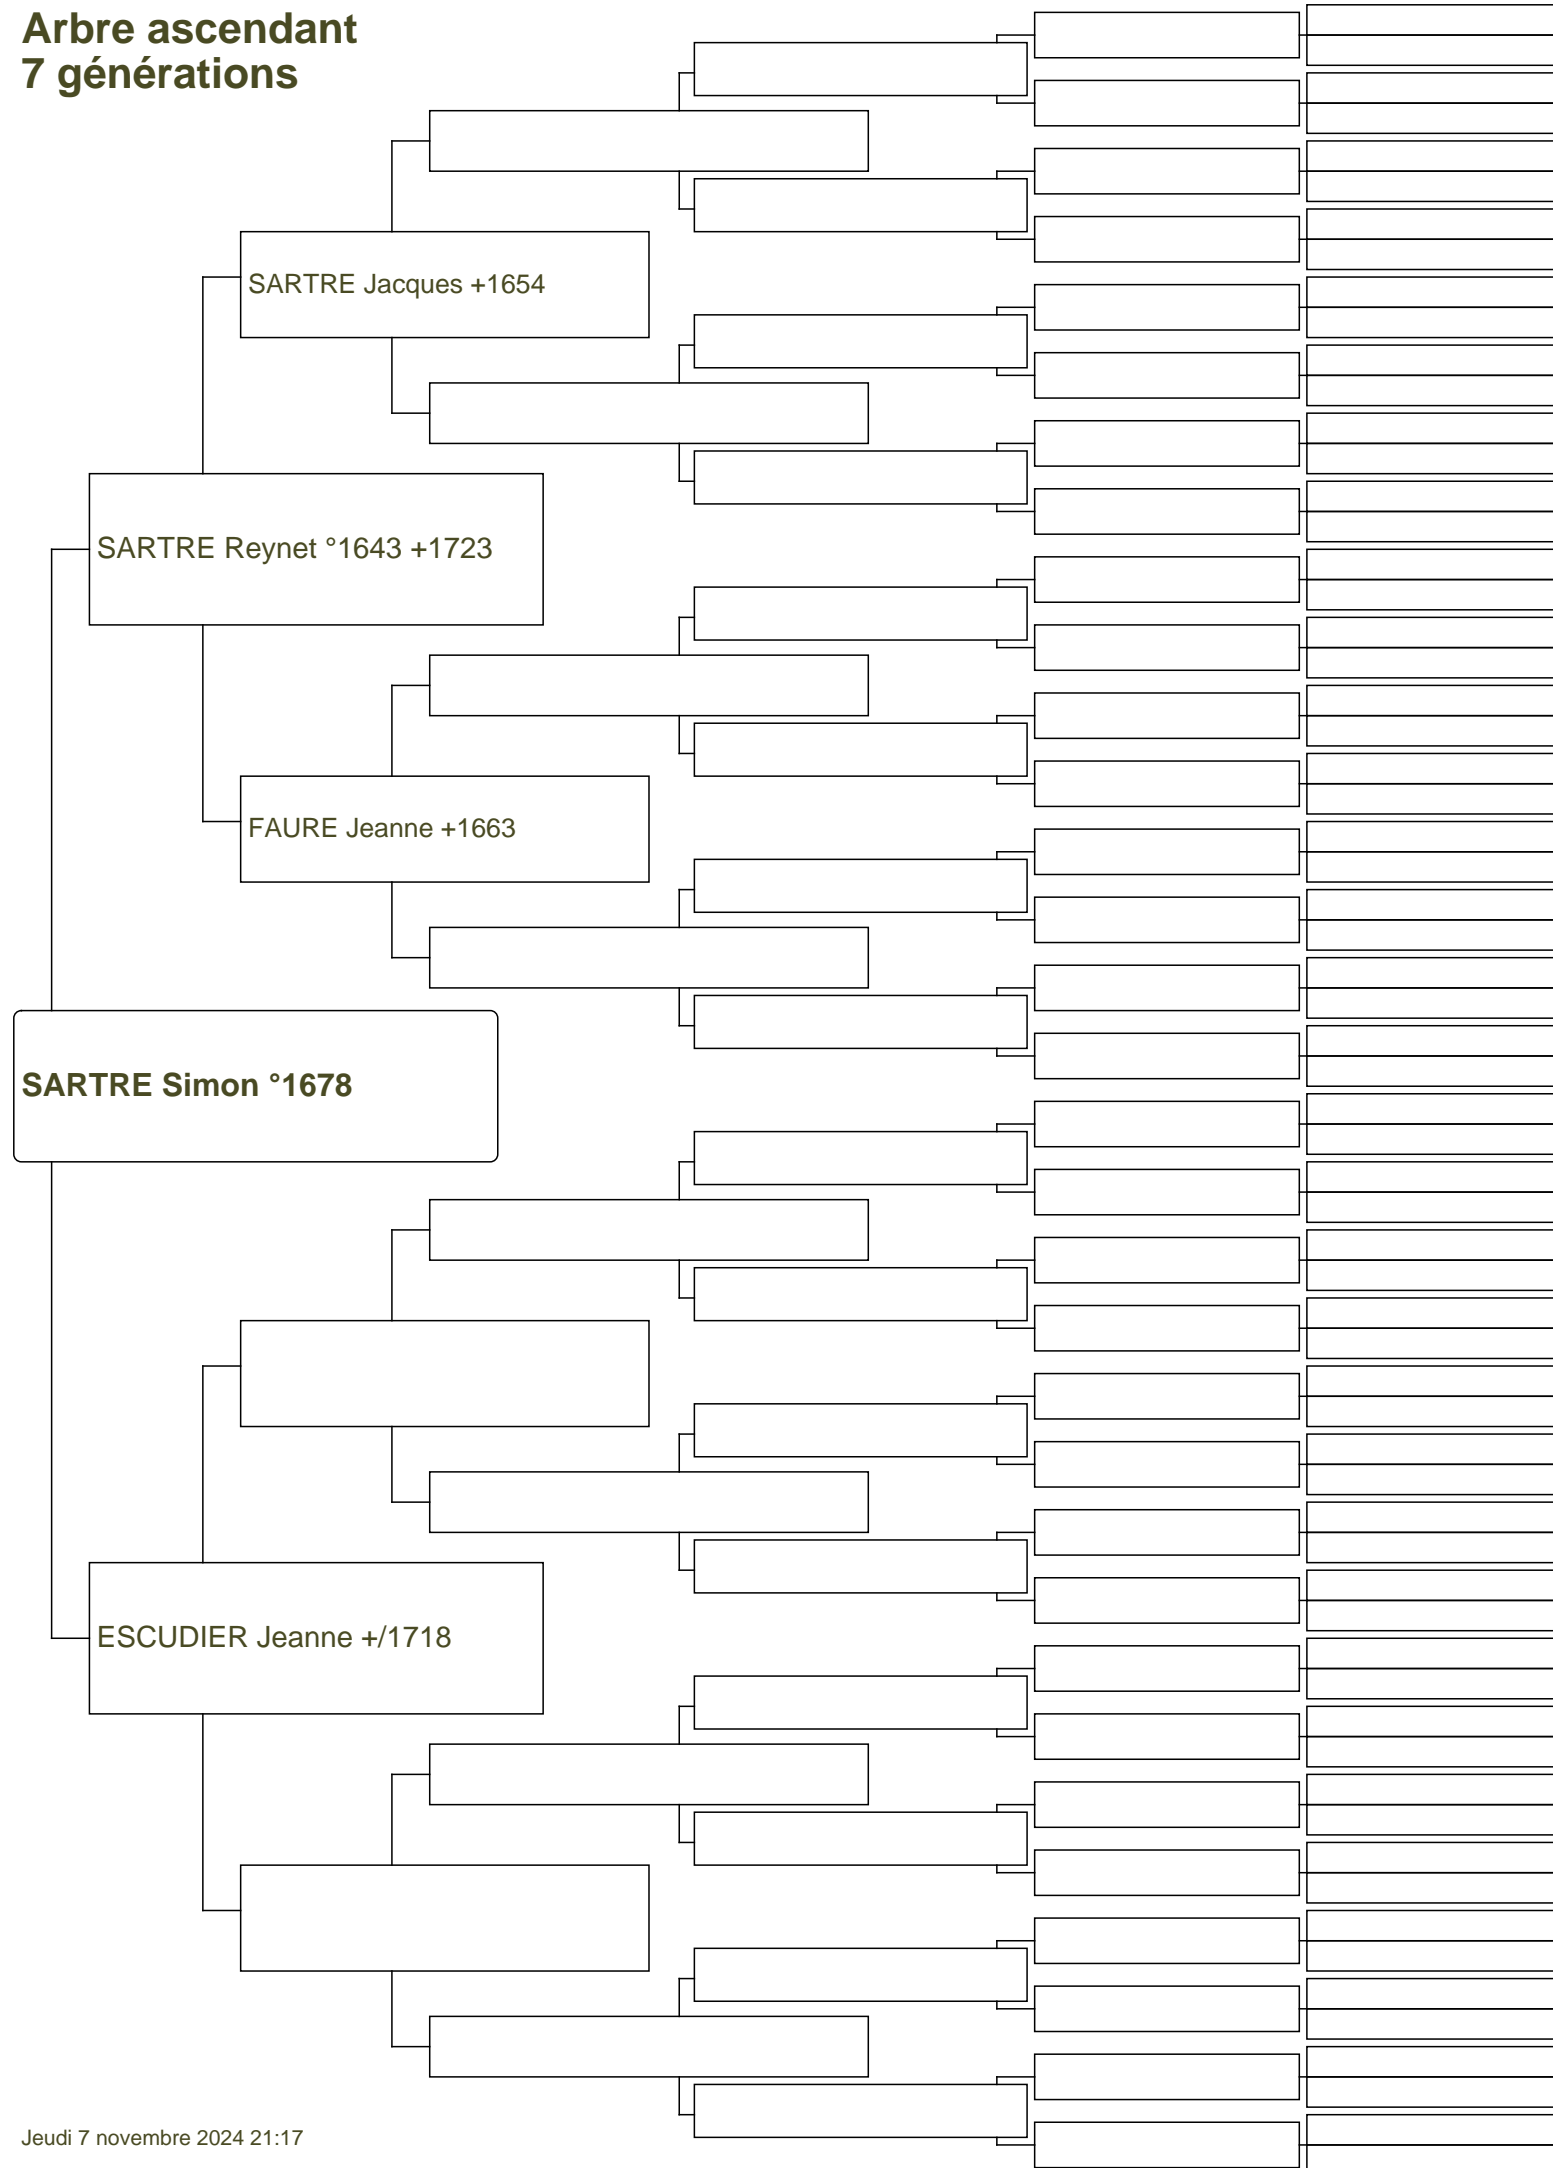 Arbre ascendant
7 générations
SARTRE Jacques +1654
SARTRE Reynet °1643 +1723
FAURE Jeanne +1663
SARTRE Simon °1678
ESCUDIER Jeanne +/1718
Jeudi 7 novembre 2024 21:17